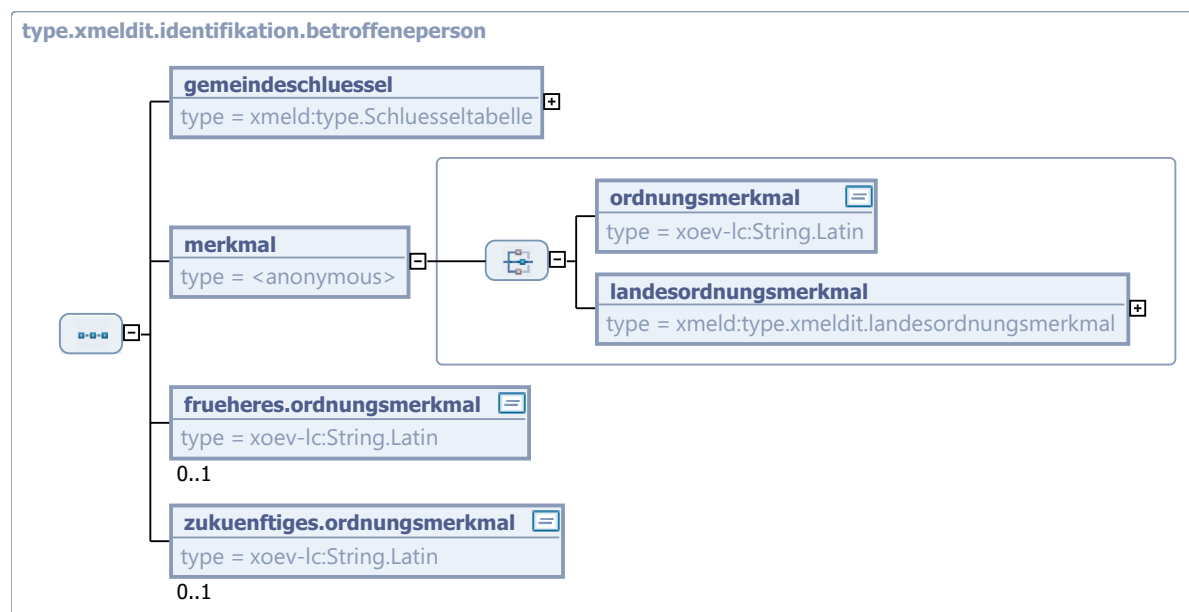 type.xmeldit.identifikation.betroffeneperson
gemeindeschluessel
type = xmeld:type.Schluesseltabelle
merkmal
type = <anonymous>
ordnungsmerkmal
type = xoev-lc:String.Latin
landesordnungsmerkmal
type = xmeld:type.xmeldit.landesordnungsmerkmal
frueheres.ordnungsmerkmal
type = xoev-lc:String.Latin
0..1
zukuenftiges.ordnungsmerkmal
type = xoev-lc:String.Latin
0..1